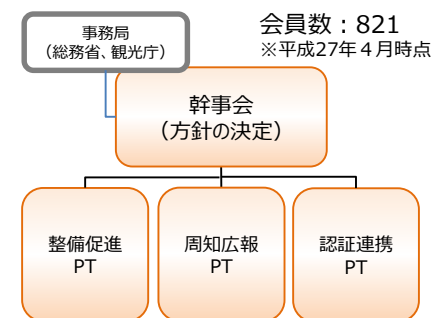 事務局
（総務省、観光庁）
会員数：821
※平成27年４月時点
幹事会
（方針の決定）
整備促進
PT
周知広報
PT
認証連携
PT